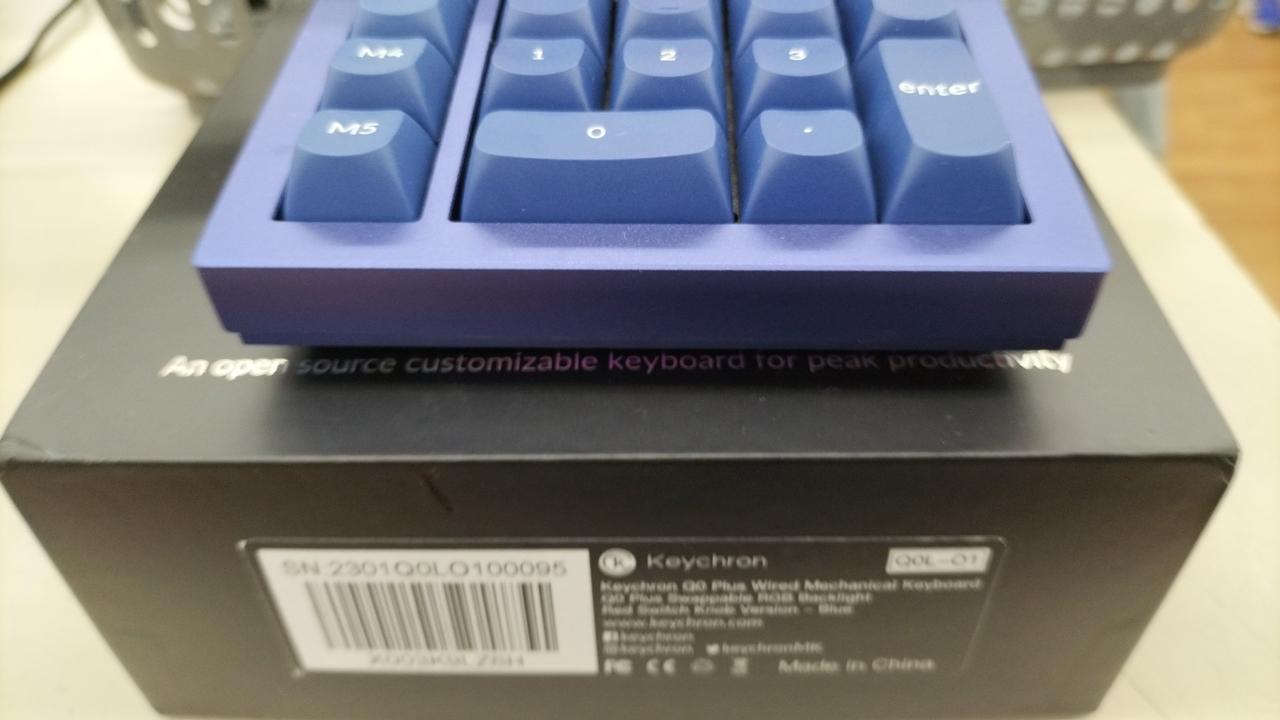 M4
1
2
3
enter
M5
0
.
An open source customizable keyboard for peak productivity
SN 2301Q0LO100095
Keychron
Q0L-O1
Keychron Q0 Plus Wired Mechanical Keyboard
Q0 Plus Swappable RGB Backlight
Red Switch Knob Version - Blue
www.keychron.com
keychron
keychron keychronMK
FC CE
Made in China